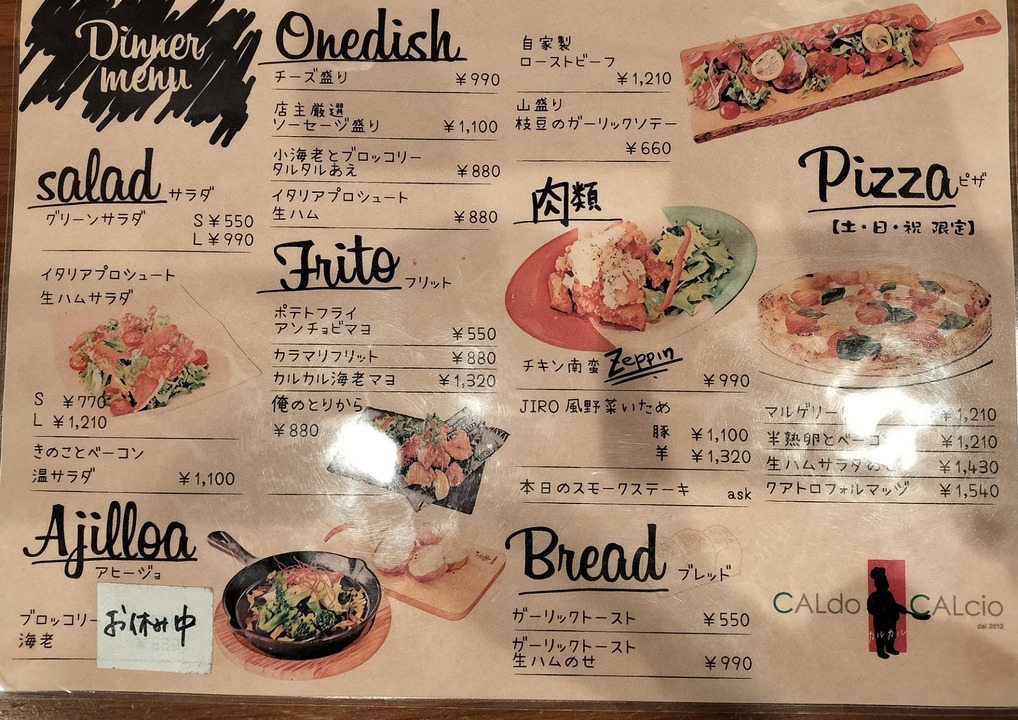 Dinner
menu
salad サラダ
グリーンサラダ S ¥550
L ¥990
イタリアプロシュート
生ハムサラダ
S ¥770
L ¥1,210
きのことベーコン
温サラダ ¥1,100
Ajilloa
アヒージョ
ブロッコリー
海老
お休み中
Onedish
チーズ盛り ¥990
店主厳選
ソーセージ盛り ¥1,100
小海老とブロッコリー
タルタルあえ ¥880
イタリアプロシュート
生ハム ¥880
Frito フリット
ポテトフライ
アンチョビマヨ ¥550
カラマリフリット ¥880
カルカル海老マヨ ¥1,320
俺のとりから
¥880
自家製
ローストビーフ
¥1,210
山盛り
枝豆のガーリックソテー
¥660
肉類
チキン南蛮 Zeppin
¥990
JIRO風野菜いため
豚 ¥1,100
羊 ¥1,320
本日のスモークステーキ ask
Bread ブレッド
ガーリックトースト ¥550
ガーリックトースト
生ハムのせ ¥990
Pizza ピザ
【土・日・祝 限定】
マルゲリー ¥1,210
半熟卵とベーコン ¥1,210
生ハムサラダのせ ¥1,430
クアトロフォルマッジ ¥1,540
CALdo CALcio
dal 2012
カルカル